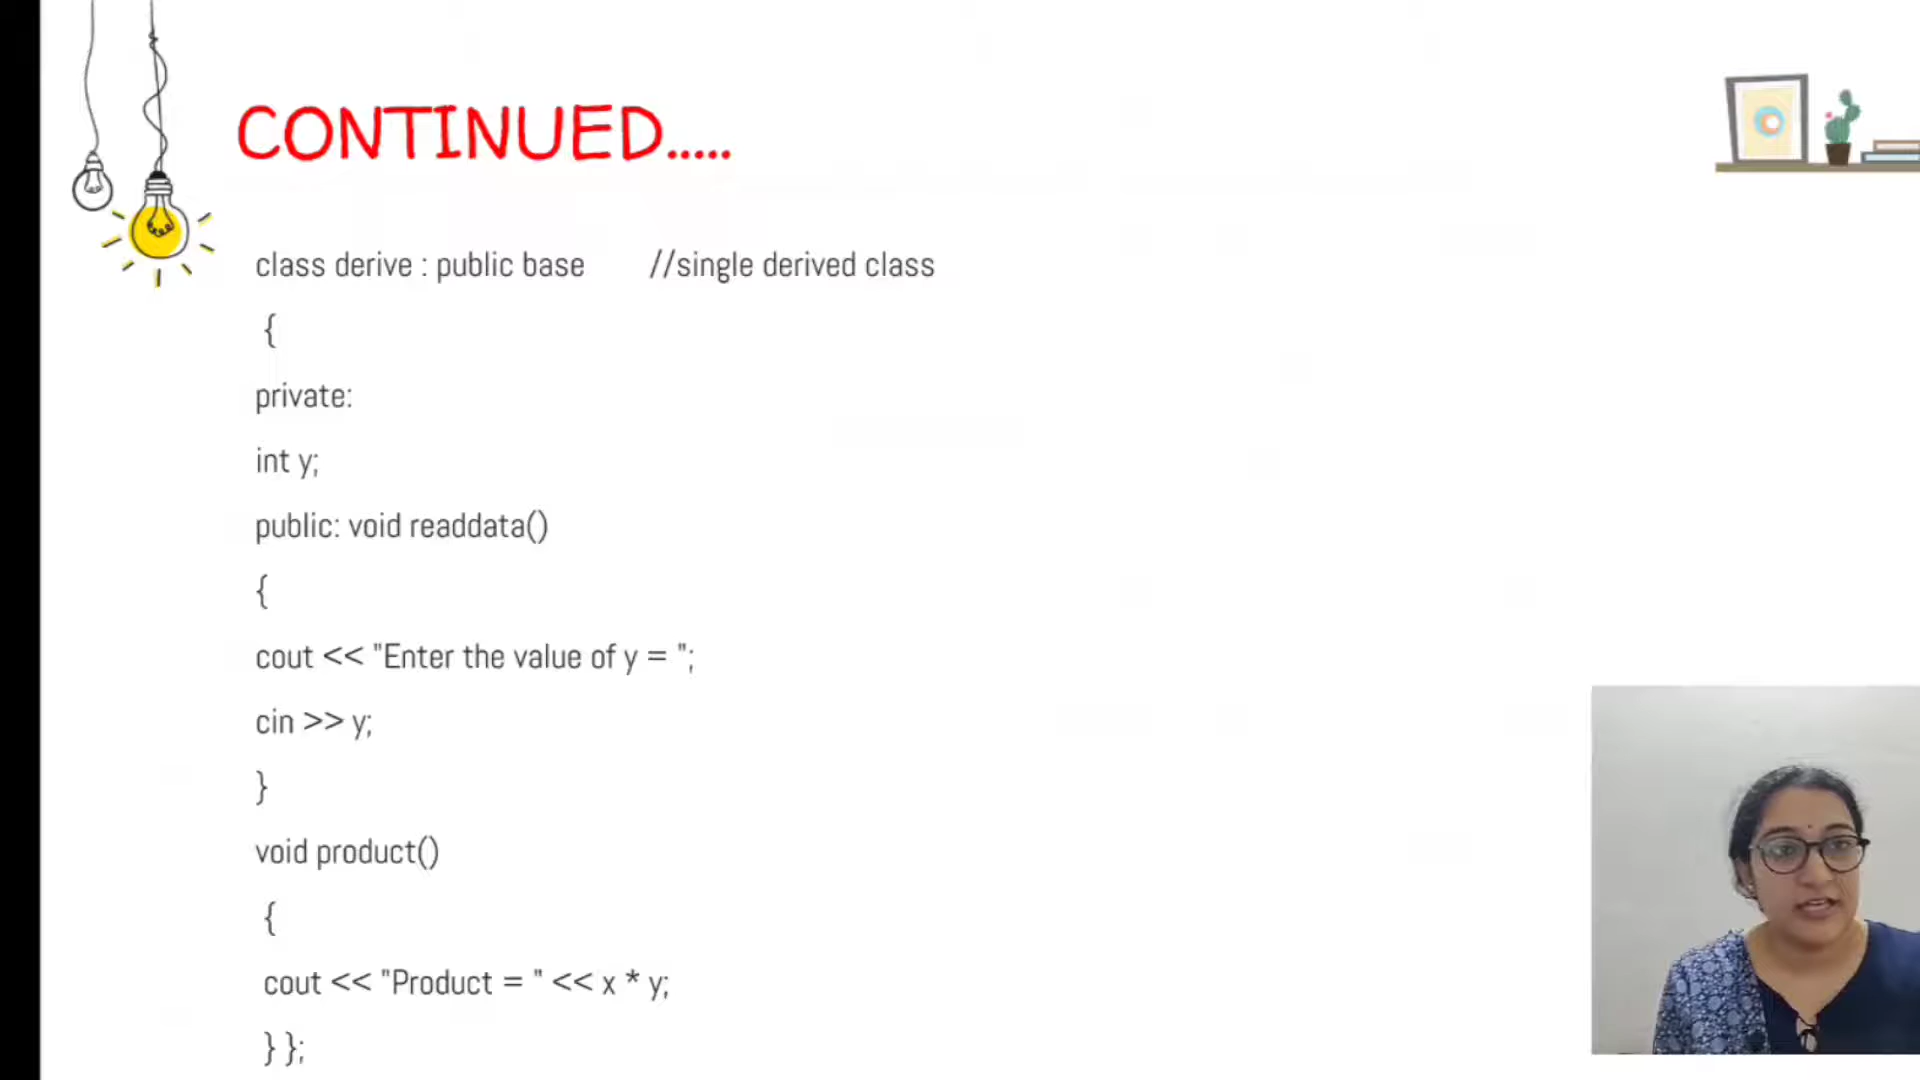 CONTINUED.....
class derive : public base //single derived class
{
private:
int y;
public: void readdata()
{
cout << "Enter the value of y = ";
cin >> y;
}
void product()
{
cout << "Product = " << x * y;
} };